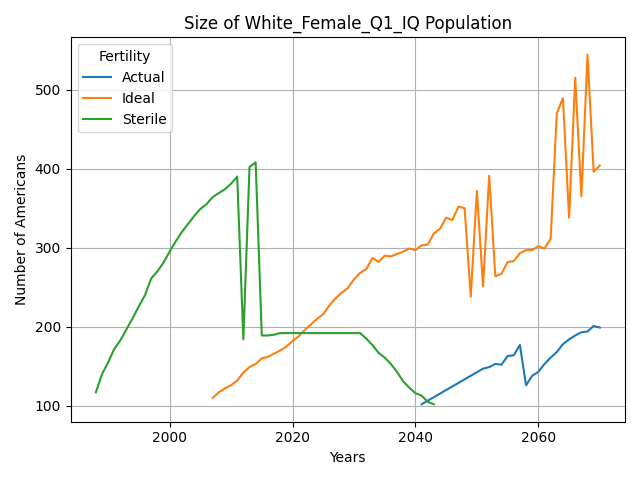 Size of White_Female_Q1_IQ Population
Fertility
Actual
Ideal
Sterile
Number of Americans
500
400
300
200
100
2000
2020
2040
2060
Years